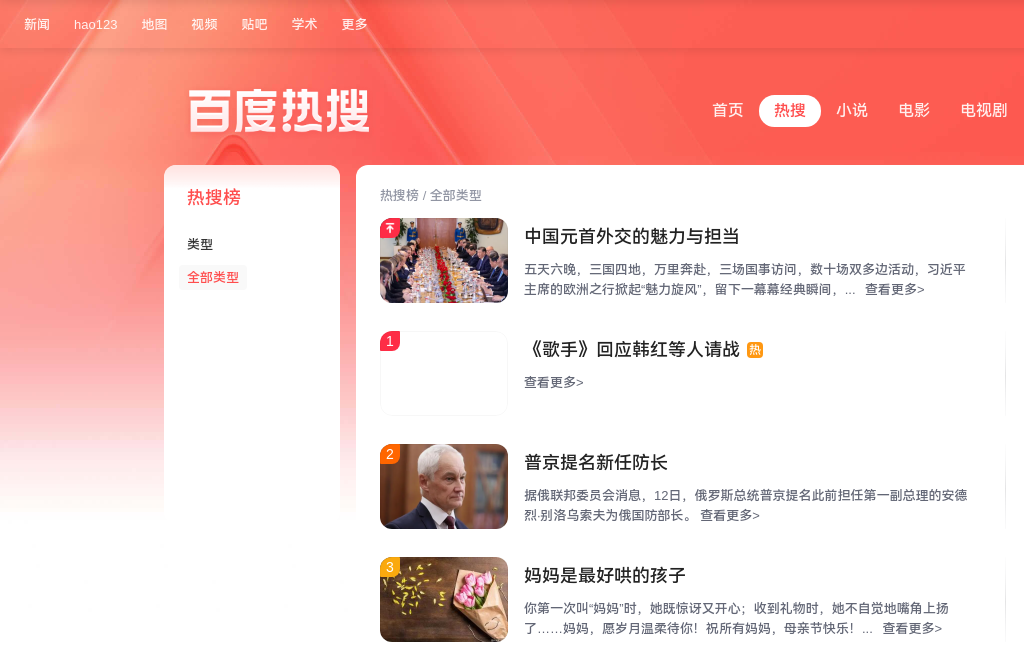 新闻 hao123 地图 视频 贴吧 学术 更多
百度热搜
首页 热搜 小说 电影 电视剧
热搜榜
类型
全部类型
热搜榜 / 全部类型
中国元首外交的魅力与担当
五天六晚，三国四地，万里奔赴，三场国事访问，数十场双多边活动，习近平
主席的欧洲之行掀起“魅力旋风”，留下一幕幕经典瞬间，... 查看更多>
1
《歌手》回应韩红等人请战 热
查看更多>
2
普京提名新任防长
据俄联邦委员会消息，12日，俄罗斯总统普京提名此前担任第一副总理的安德
烈·别洛乌索夫为俄国防部长。 查看更多>
3
妈妈是最好哄的孩子
你第一次叫“妈妈”时，她既惊讶又开心；收到礼物时，她不自觉地嘴角上扬
了……妈妈，愿岁月温柔待你！祝所有妈妈，母亲节快乐！... 查看更多>